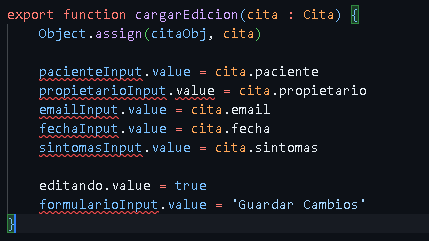 export function cargarEdicion(cita : Cita) {
Object.assign(citaObj, cita)
pacienteInput.value = cita.paciente
propietarioInput.value = cita.propietario
emailInput.value = cita.email
fechaInput.value = cita.fecha
sintomasInput.value = cita.sintomas
editando.value = true
formularioInput.value = 'Guardar Cambios'
}